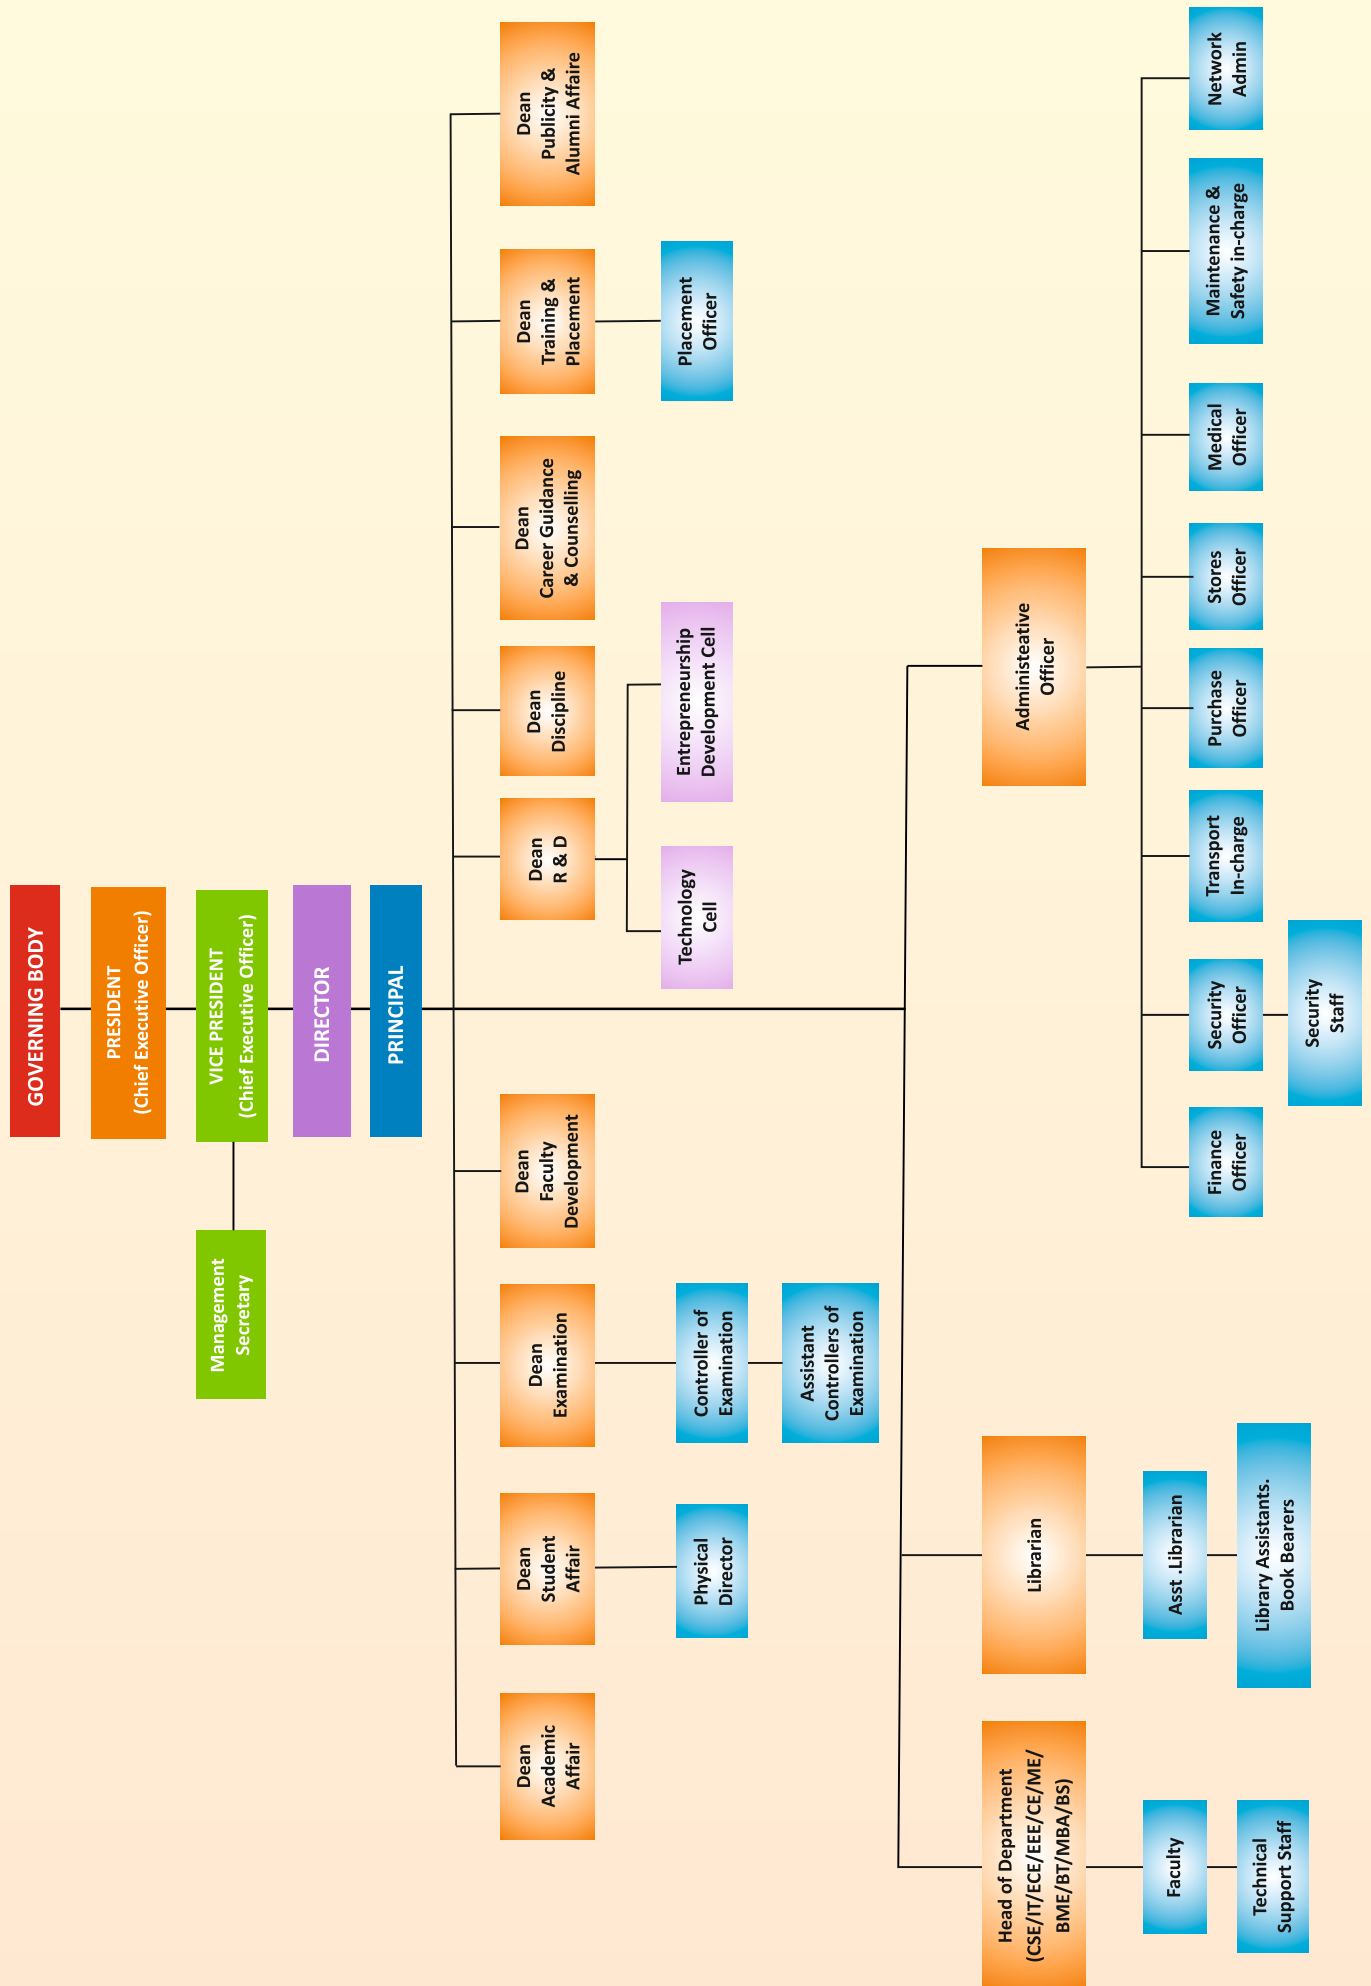 GOVERNING BODY
PRESIDENT
(Chief Executive Officer)
VICE PRESIDENT
(Chief Executive Officer)
Management
Secretary
DIRECTOR
PRINCIPAL
Dean
Academic
Affair
Dean
Student
Affair
Dean
Examination
Dean
Faculty
Development
Dean
R & D
Dean
Discipline
Dean
Career Guidance
& Counselling
Dean
Training &
Placement
Dean
Publicity &
Alumni Affaire
Physical
Director
Controller of
Examination
Assistant
Controllers of
Examination
Technology
Cell
Entrepreneurship
Development Cell
Placement
Officer
Head of Department
(CSE/IT/ECE/EEE/CE/ME/
BME/BT/MBA/BS)
Librarian
Administeative
Officer
Faculty
Technical
Support Staff
Asst .Librarian
Library Assistants.
Book Bearers
Finance
Officer
Security
Officer
Transport
In-charge
Purchase
Officer
Stores
Officer
Medical
Officer
Maintenance &
Safety in-charge
Network
Admin
Security
Staff